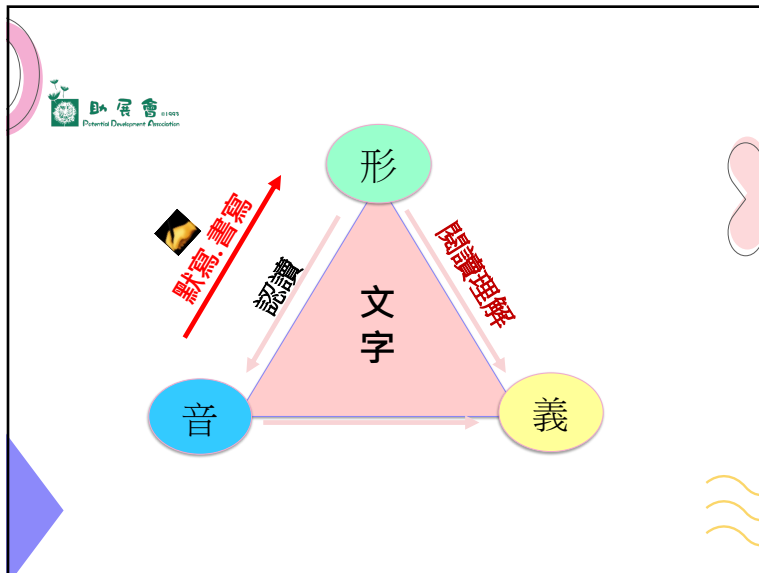 助展會 ©1993
Potential Development Association
形
默寫.書寫
認讀
閱讀理解
文
字
音
義